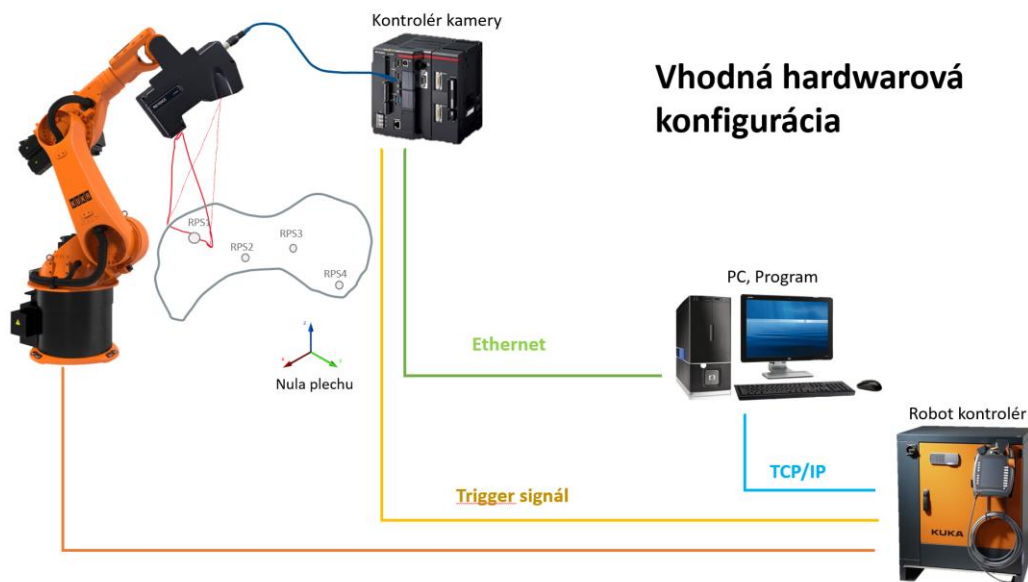 Kontrolér kamery
Vhodná hardwarová
konfigurácia
KUKA
RPS1
RPS2
RPS3
RPS4
PC, Program
Ethernet
Nula plechu
Robot kontrolér
TCP/IP
Trigger signál
KUKA